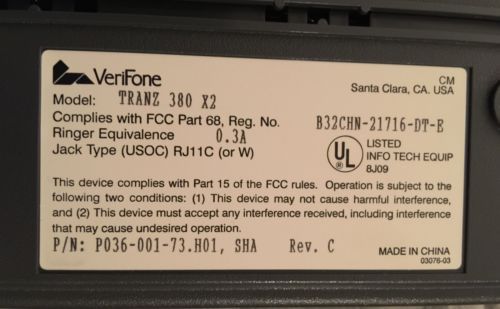 VeriFone
CM
Santa Clara, CA. USA
Model: TRANZ 380 X2
Complies with FCC Part 68, Reg. No. B32CHN-21716-DT-E
Ringer Equivalence 0.3A
Jack Type (USOC) RJ11C (or W)
UL
LISTED
INFO TECH EQUIP
8J09
This device complies with Part 15 of the FCC rules. Operation is subject to the
following two conditions: (1) This device may not cause harmful interference,
and (2) This device must accept any interference received, including interference
that may cause undesired operation.
P/N: P036-001-73.H01, SHA Rev. C
MADE IN CHINA
03076-03